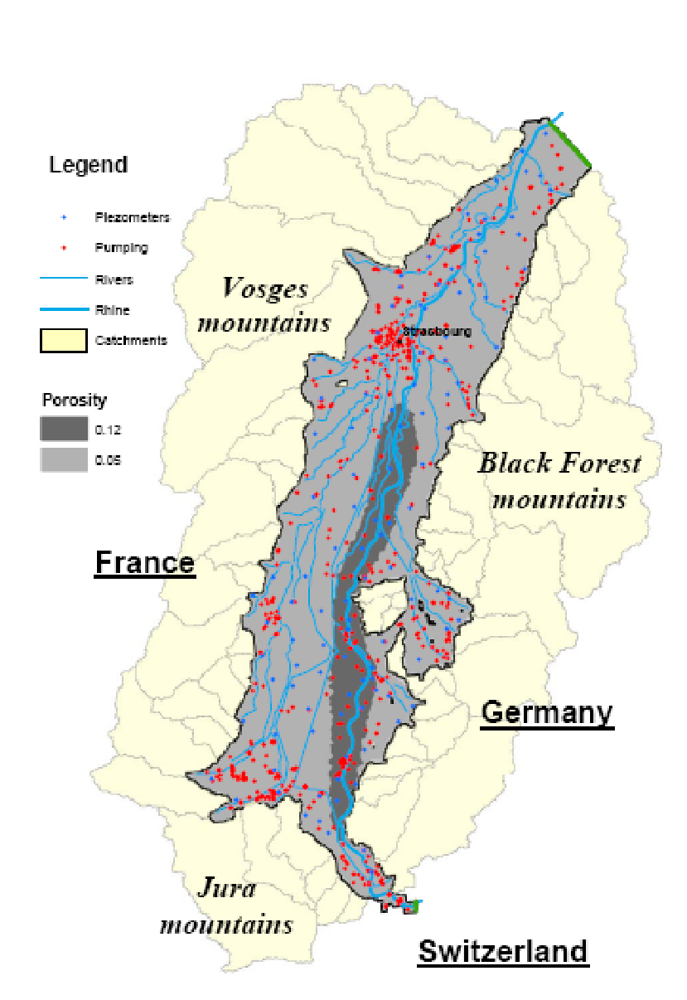 Legend
Piezometers
Pumping
Rivers
Rhine
Catchments
Porosity
0.12
0.05
Vosges
mountains
Strasbourg
Black Forest
mountains
France
Germany
Jura
mountains
Switzerland